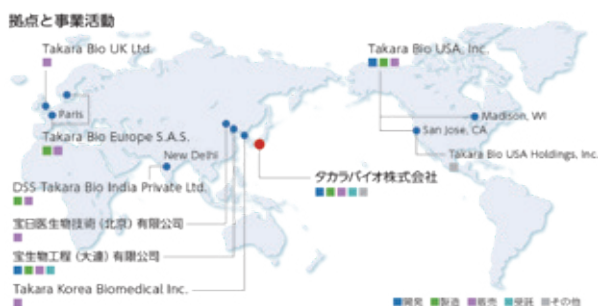 拠点と事業活動
Takara Bio UK Ltd.
Takara Bio USA, Inc.
Paris
Madison, WI
San Jose, CA
Takara Bio Europe S.A.S.
New Delhi
Takara Bio USA Holdings, Inc.
タカラバイオ株式会社
DSS Takara Bio India Private Ltd.
宝日医生物技術（北京）有限公司
宝生物工程（大連）有限公司
Takara Korea Biomedical Inc.
開発 製造 販売 受託 その他